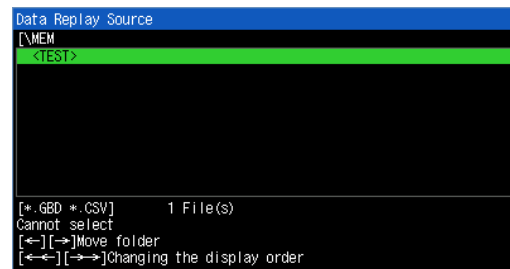 Data Replay Source
[\MEM
<TEST>
[*.GBD *.CSV] 1 File(s)
Cannot select
[←][→]Move folder
[←←][→→]Changing the display order